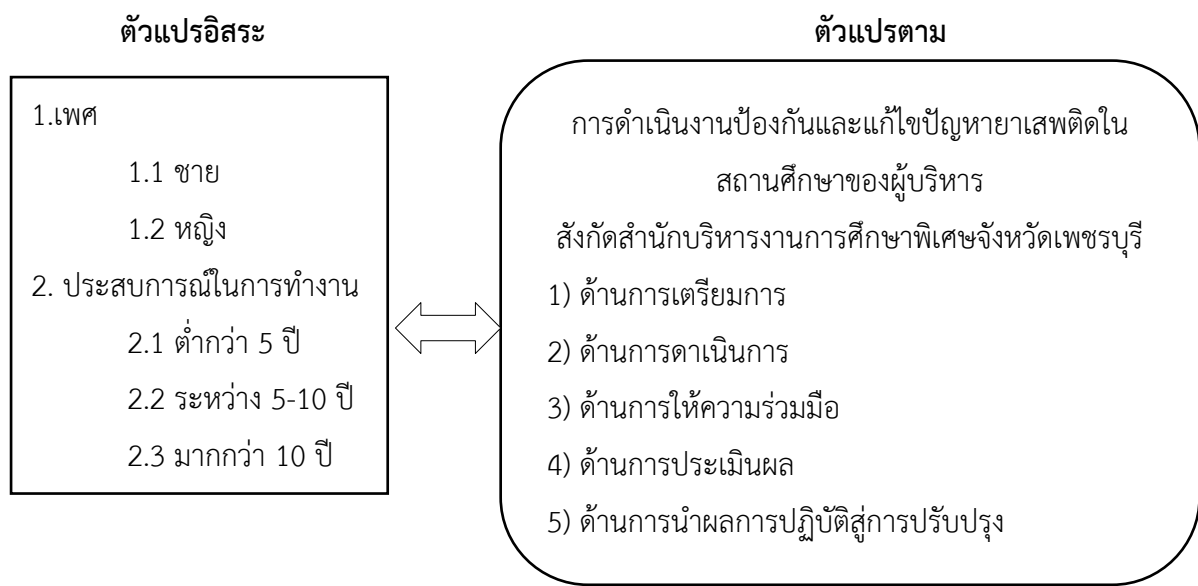 ตัวแปรอิสระ
1.เพศ
1.1 ชาย
1.2 หญิง
2. ประสบการณ์ในการทำงาน
2.1 ต่ำกว่า 5 ปี
2.2 ระหว่าง 5-10 ปี
2.3 มากกว่า 10 ปี
ตัวแปรตาม
การดำเนินงานป้องกันและแก้ไขปัญหายาเสพติดใน
สถานศึกษาของผู้บริหาร
สังกัดสำนักบริหารงานการศึกษาพิเศษจังหวัดเพชรบุรี
1) ด้านการเตรียมการ
2) ด้านการดาเนินการ
3) ด้านการให้ความร่วมมือ
4) ด้านการประเมินผล
5) ด้านการนำผลการปฏิบัติสู่การปรับปรุง